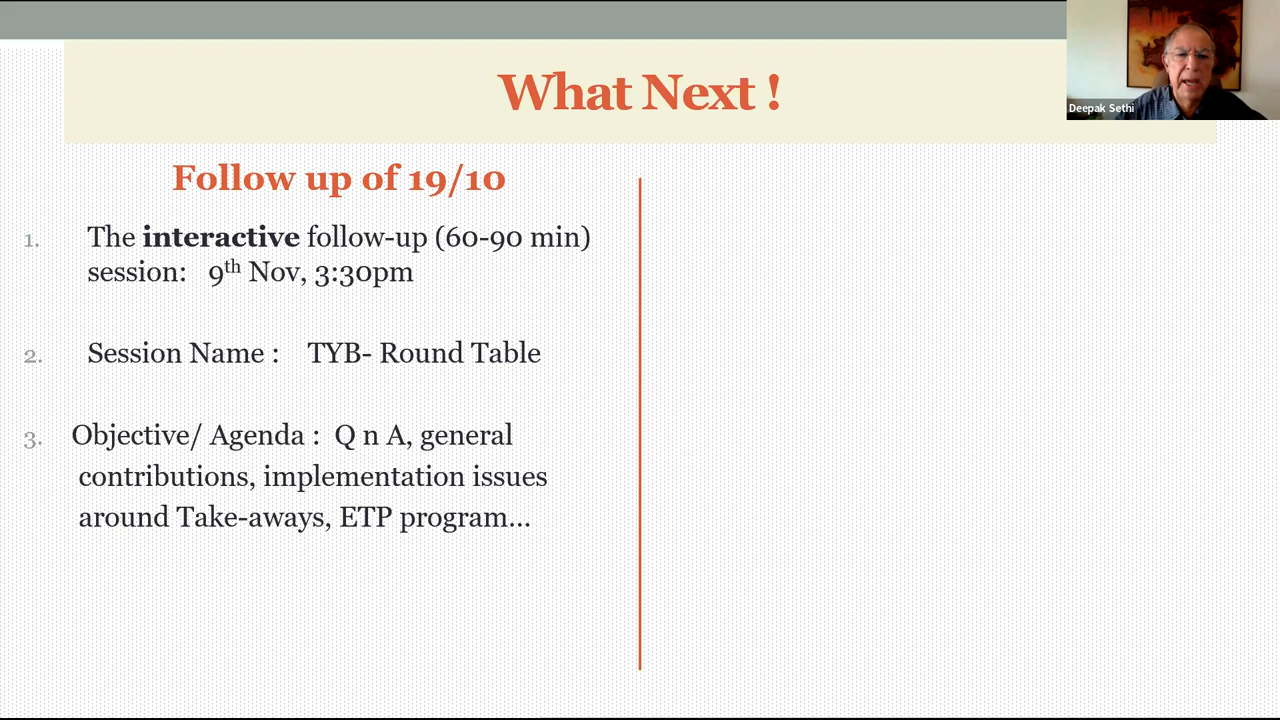 What Next !
Deepak Sethi
Follow up of 19/10
1. The interactive follow-up (60-90 min)
session: 9th Nov, 3:30pm
2. Session Name : TYB- Round Table
3. Objective/ Agenda : Q n A, general
contributions, implementation issues
around Take-aways, ETP program...